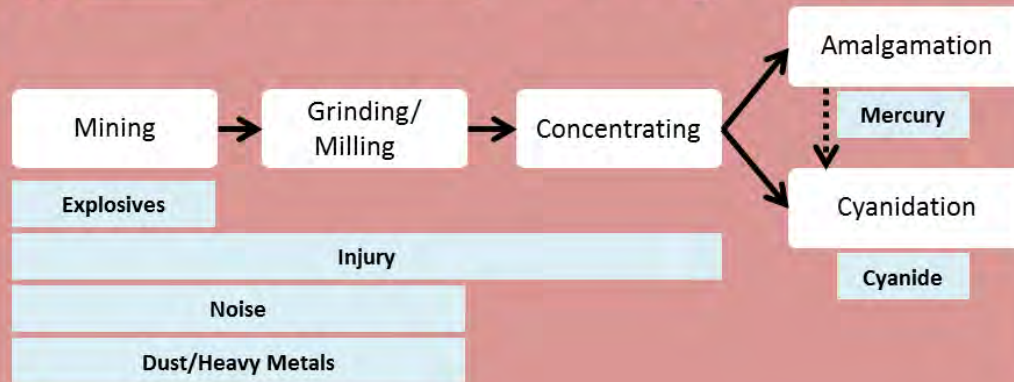 Mining
Grinding/
Milling
Concentrating
Amalgamation
Mercury
Cyanidation
Cyanide
Explosives
Injury
Noise
Dust/Heavy Metals